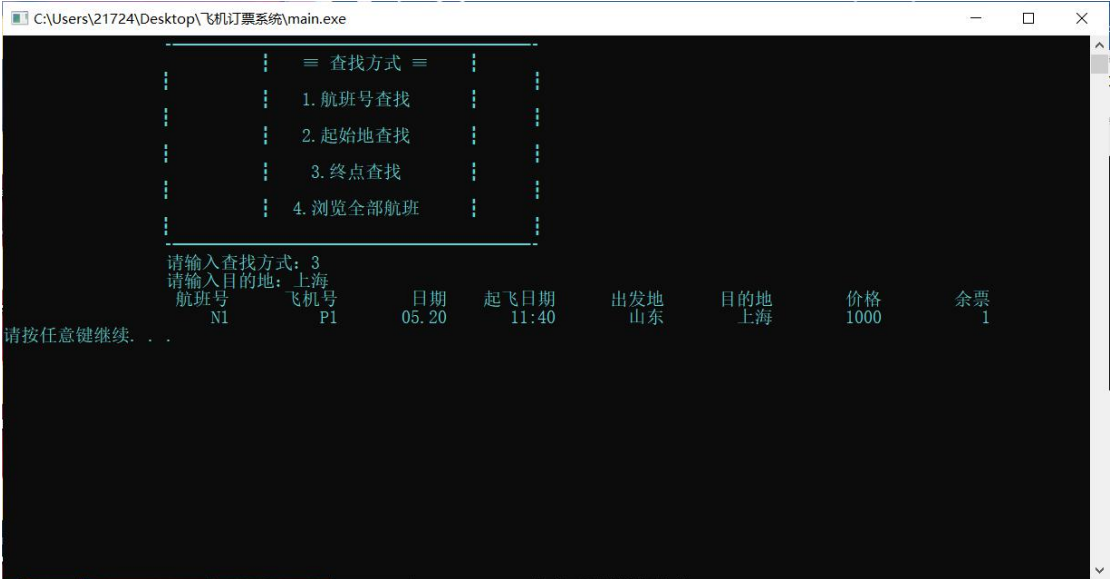 C:\Users\21724\Desktop\飞机订票系统\main.exe
≡ 查找方式 ≡
1.航班号查找
2.起始地查找
3.终点查找
4.浏览全部航班
请输入查找方式：3
请输入目的地：上海
航班号 飞机号 日期 起飞日期 出发地 目的地 价格 余票
N1 P1 05.20 11:40 山东 上海 1000 1
请按任意键继续. . .